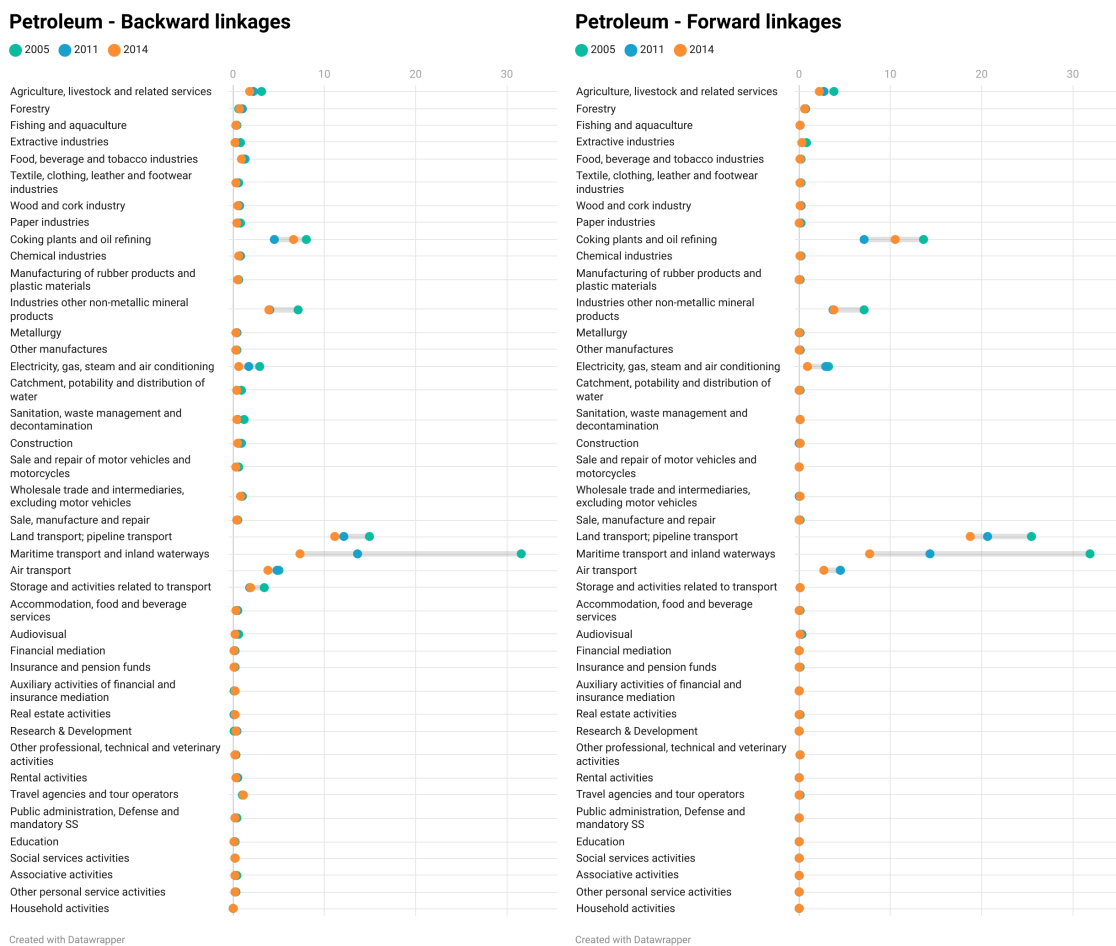 Petroleum - Backward linkages
2005 2011 2014
0 10 20 30
Agriculture, livestock and related services
Forestry
Fishing and aquaculture
Extractive industries
Food, beverage and tobacco industries
Textile, clothing, leather and footwear
industries
Wood and cork industry
Paper industries
Coking plants and oil refining
Chemical industries
Manufacturing of rubber products and
plastic materials
Industries other non-metallic mineral
products
Metallurgy
Other manufactures
Electricity, gas, steam and air conditioning
Catchment, potability and distribution of
water
Sanitation, waste management and
decontamination
Construction
Sale and repair of motor vehicles and
motorcycles
Wholesale trade and intermediaries,
excluding motor vehicles
Sale, manufacture and repair
Land transport; pipeline transport
Maritime transport and inland waterways
Air transport
Storage and activities related to transport
Accommodation, food and beverage
services
Audiovisual
Financial mediation
Insurance and pension funds
Auxiliary activities of financial and
insurance mediation
Real estate activities
Research & Development
Other professional, technical and veterinary
activities
Rental activities
Travel agencies and tour operators
Public administration, Defense and
mandatory SS
Education
Social services activities
Associative activities
Other personal service activities
Household activities
Created with Datawrapper
Petroleum - Forward linkages
2005 2011 2014
0 10 20 30
Agriculture, livestock and related services
Forestry
Fishing and aquaculture
Extractive industries
Food, beverage and tobacco industries
Textile, clothing, leather and footwear
industries
Wood and cork industry
Paper industries
Coking plants and oil refining
Chemical industries
Manufacturing of rubber products and
plastic materials
Industries other non-metallic mineral
products
Metallurgy
Other manufactures
Electricity, gas, steam and air conditioning
Catchment, potability and distribution of
water
Sanitation, waste management and
decontamination
Construction
Sale and repair of motor vehicles and
motorcycles
Wholesale trade and intermediaries,
excluding motor vehicles
Sale, manufacture and repair
Land transport; pipeline transport
Maritime transport and inland waterways
Air transport
Storage and activities related to transport
Accommodation, food and beverage
services
Audiovisual
Financial mediation
Insurance and pension funds
Auxiliary activities of financial and
insurance mediation
Real estate activities
Research & Development
Other professional, technical and veterinary
activities
Rental activities
Travel agencies and tour operators
Public administration, Defense and
mandatory SS
Education
Social services activities
Associative activities
Other personal service activities
Household activities
Created with Datawrapper